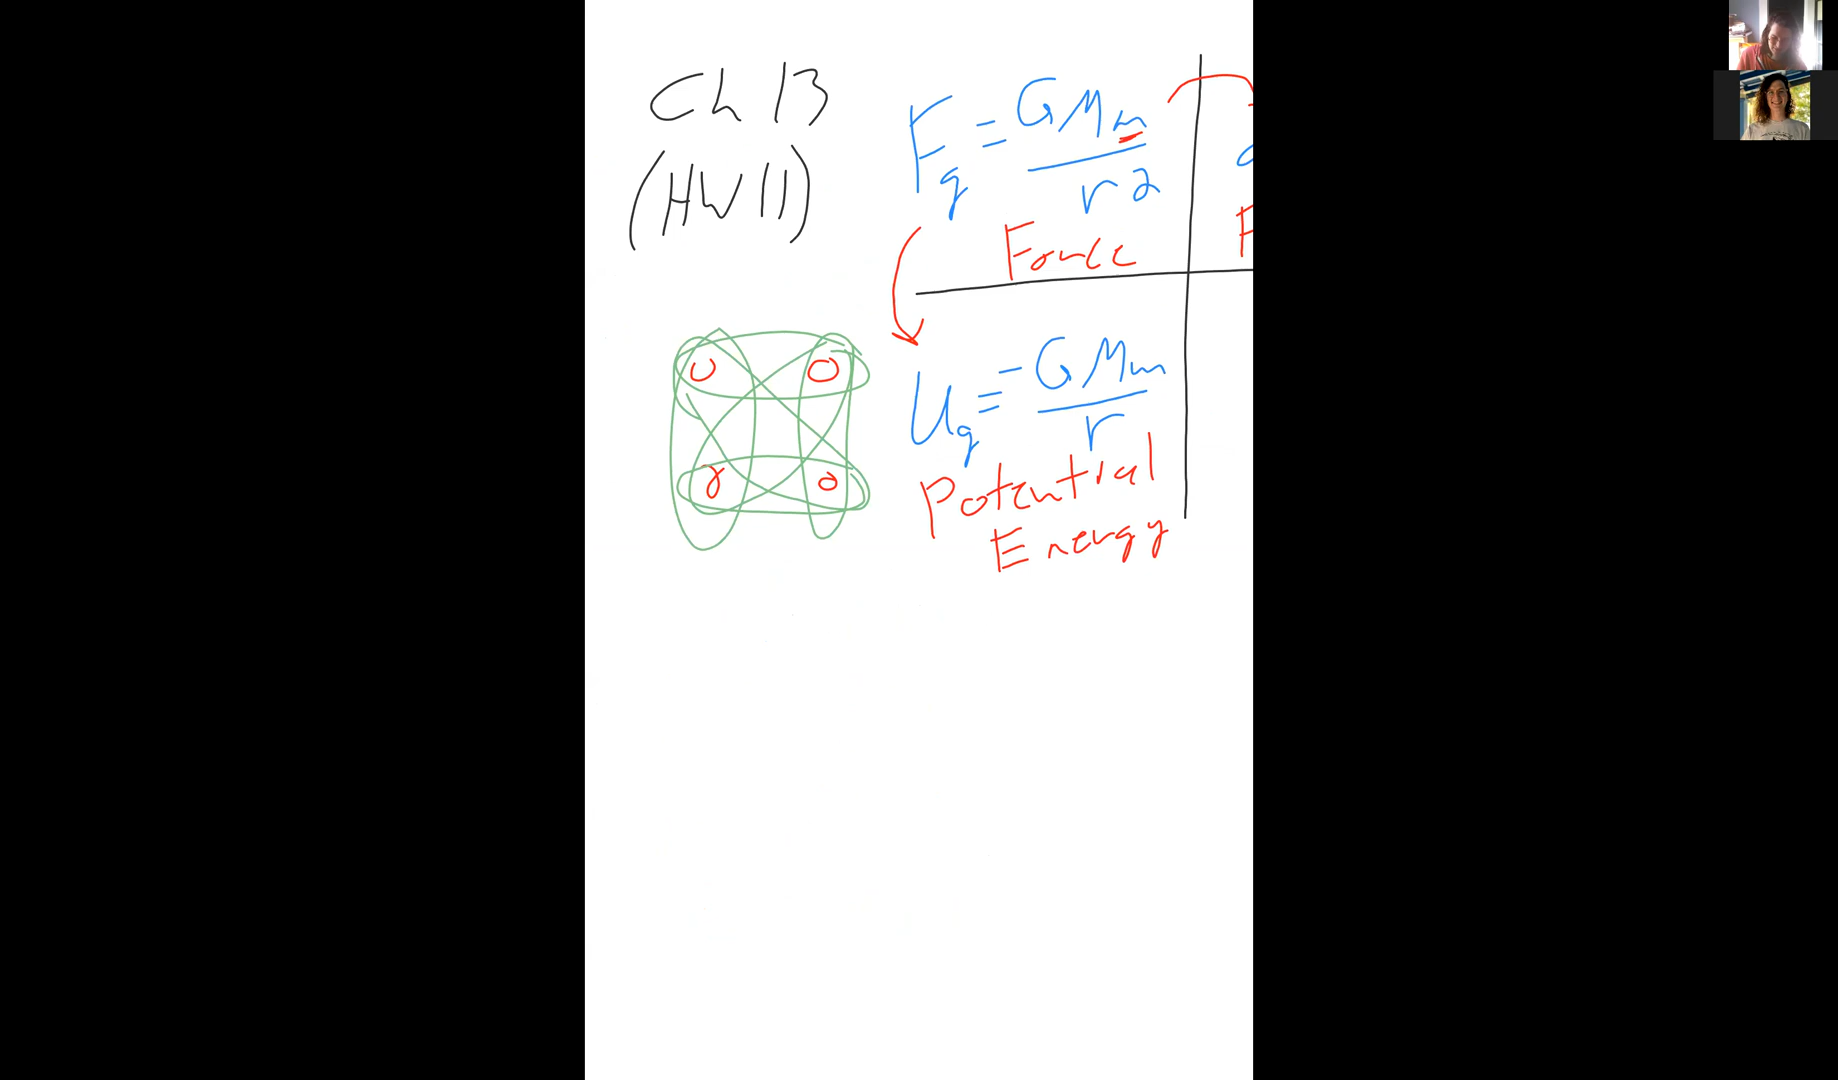 Ch 13
(HW 11)
F_g = GMm / r²
Force
F
U_g = -GMm / r
Potential
Energy